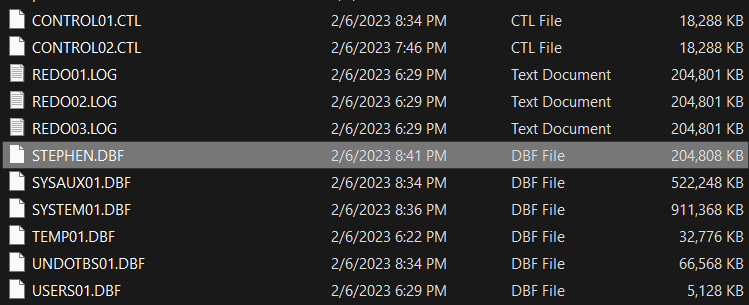 CONTROL01.CTL 2/6/2023 8:34 PM CTL File 18,288 KB
CONTROL02.CTL 2/6/2023 7:46 PM CTL File 18,288 KB
REDO01.LOG 2/6/2023 6:29 PM Text Document 204,801 KB
REDO02.LOG 2/6/2023 6:29 PM Text Document 204,801 KB
REDO03.LOG 2/6/2023 6:29 PM Text Document 204,801 KB
STEPHEN.DBF 2/6/2023 8:41 PM DBF File 204,808 KB
SYSAUX01.DBF 2/6/2023 8:34 PM DBF File 522,248 KB
SYSTEM01.DBF 2/6/2023 8:36 PM DBF File 911,368 KB
TEMP01.DBF 2/6/2023 6:22 PM DBF File 32,776 KB
UNDOTBS01.DBF 2/6/2023 8:34 PM DBF File 66,568 KB
USERS01.DBF 2/6/2023 6:29 PM DBF File 5,128 KB